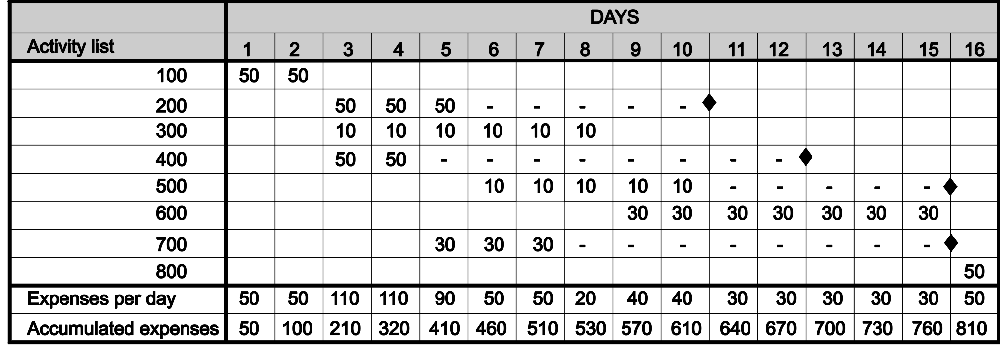 DAYS
Activity list 1 2 3 4 5 6 7 8 9 10 11 12 13 14 15 16
100 50 50
200 50 50 50 - - - - -
300 10 10 10 10 10 10
400 50 50 - - - - - - - -
500 10 10 10 10 10 - - - - -
600 30 30 30 30 30 30 30
700 30 30 30 - - - - - - - -
800 50
Expenses per day 50 50 110 110 90 50 50 20 40 40 30 30 30 30 30 50
Accumulated expenses 50 100 210 320 410 460 510 530 570 610 640 670 700 730 760 810